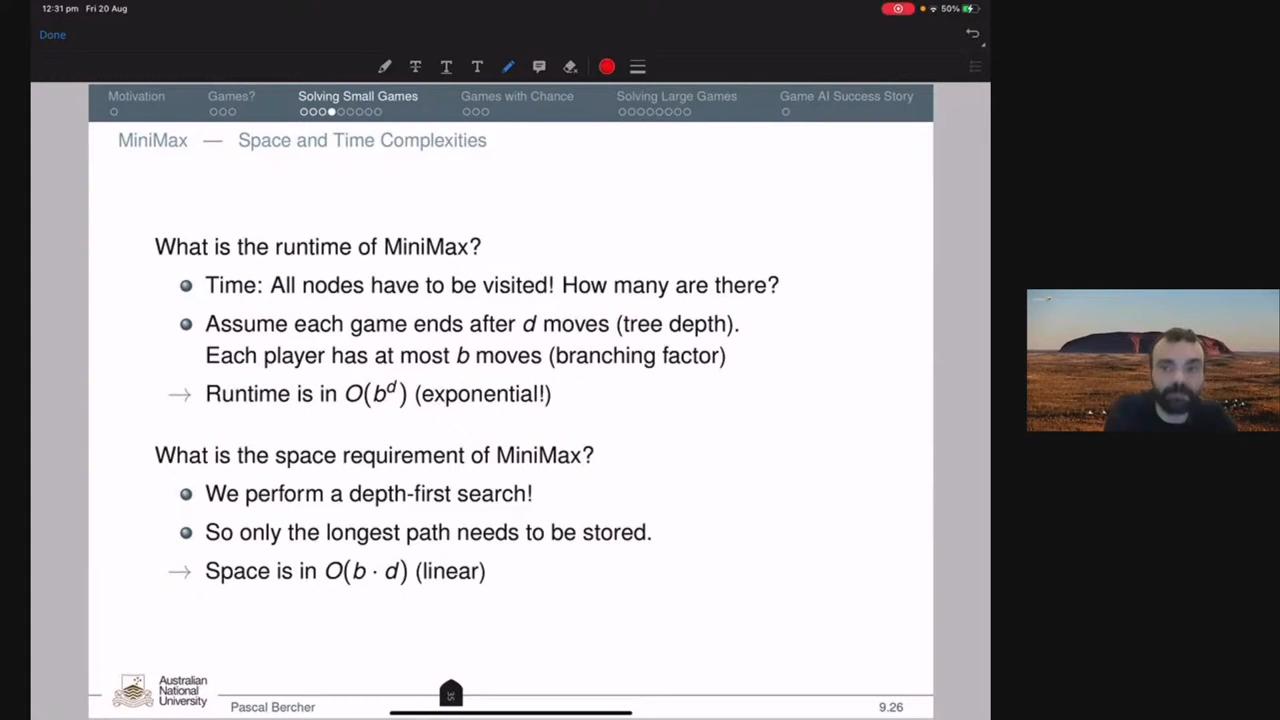 12:31 pm Fri 20 Aug
50%
Done
Motivation Games? Solving Small Games Games with Chance Solving Large Games Game AI Success Story
MiniMax — Space and Time Complexities
What is the runtime of MiniMax?
Time: All nodes have to be visited! How many are there?
Assume each game ends after d moves (tree depth).
Each player has at most b moves (branching factor)
→ Runtime is in O(b^d) (exponential!)
What is the space requirement of MiniMax?
We perform a depth-first search!
So only the longest path needs to be stored.
→ Space is in O(b · d) (linear)
Australian
National
University
Pascal Bercher
35
9.26